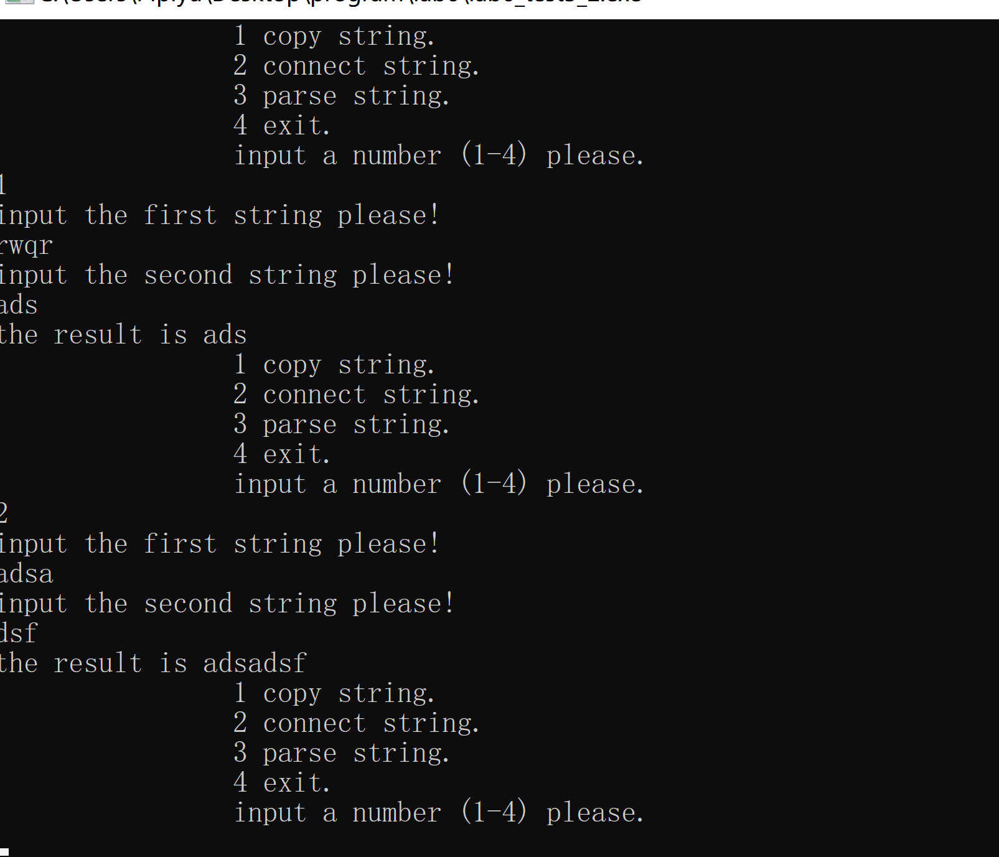 1 copy string.
2 connect string.
3 parse string.
4 exit.
input a number (1-4) please.
1
input the first string please!
rwqr
input the second string please!
ads
the result is ads
1 copy string.
2 connect string.
3 parse string.
4 exit.
input a number (1-4) please.
2
input the first string please!
adsa
input the second string please!
dsf
the result is adsadsf
1 copy string.
2 connect string.
3 parse string.
4 exit.
input a number (1-4) please.